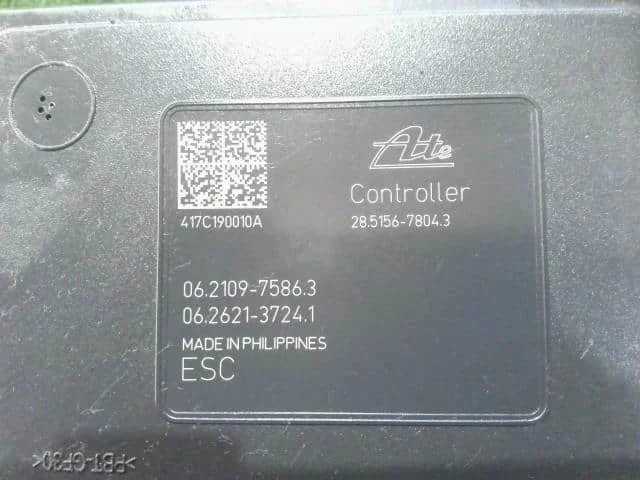 Ate
Controller
417C190010A
28.5156-7804.3
06.2109-7586.3
06.2621-3724.1
MADE IN PHILIPPINES
ESC
>PBT-GF30<